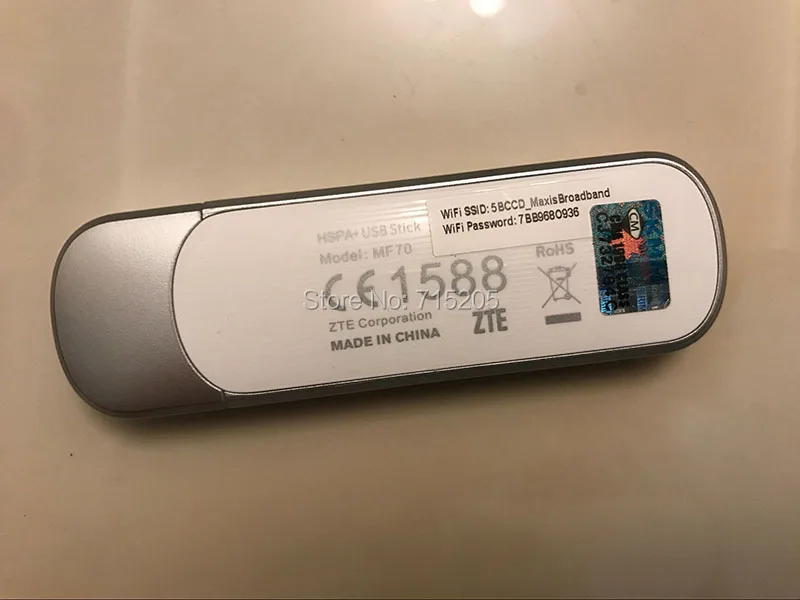 WiFi SSID: 5BCCD_MaxisBroadband
WiFi Password: 7BB968O936
HSPA+ USB Stick
Model: MF70
CE1588
RoHS
Store No: 715205
ZTE Corporation
ZTE
MADE IN CHINA
CM